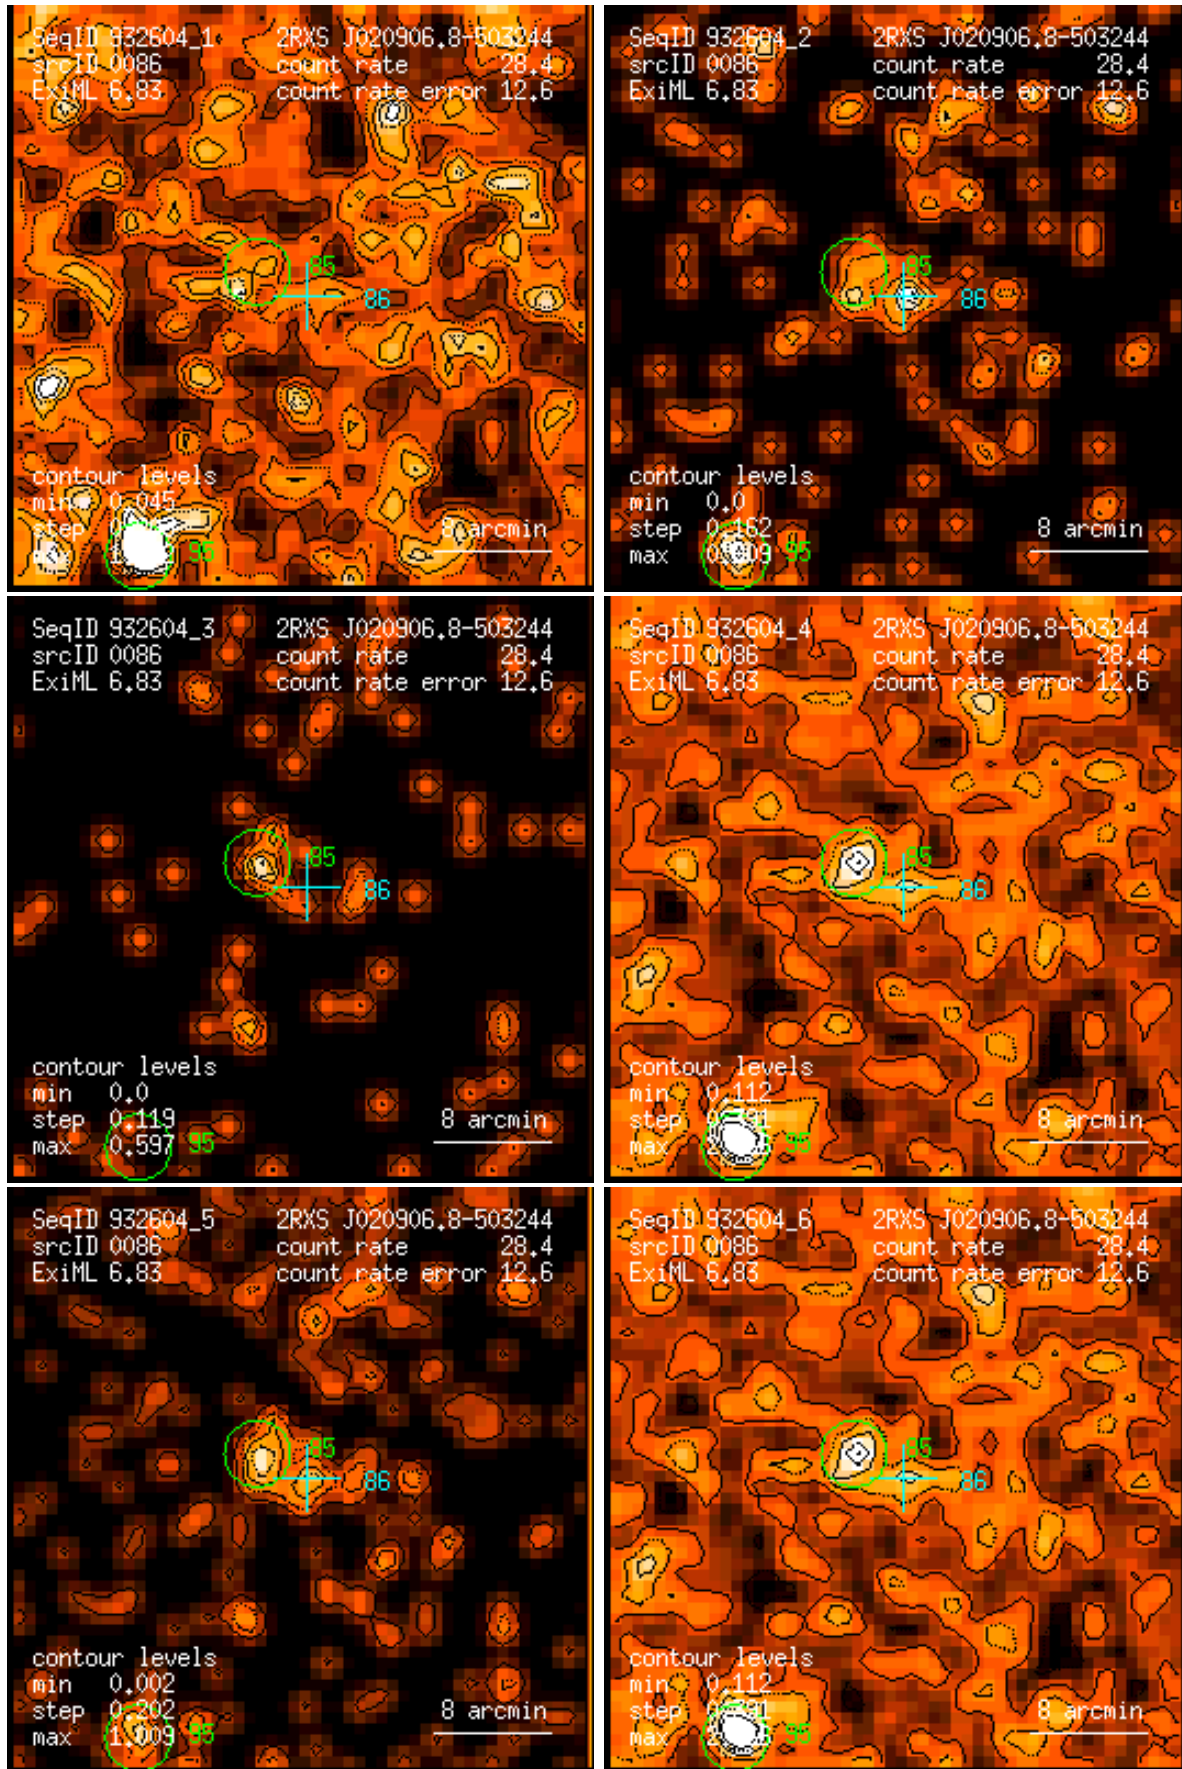 SeqID 932604_1 2RXS J020906.8-503244
srcID 0086 count rate 28.4
ExiML 6.83 count rate error 12.6
85
86
contour levels
min 0.045
step
8 arcmin
95
SeqID 932604_2 2RXS J020906.8-503244
srcID 0086 count rate 28.4
ExiML 6.83 count rate error 12.6
85
86
contour levels
min 0.0
step 0.162
8 arcmin
max
95
SeqID 932604_3 2RXS J020906.8-503244
srcID 0086 count rate 28.4
ExiML 6.83 count rate error 12.6
85
86
contour levels
min 0.0
step 0.119
8 arcmin
max 0.597
95
SeqID 932604_4 2RXS J020906.8-503244
srcID 0086 count rate 28.4
ExiML 6.83 count rate error 12.6
85
86
contour levels
min 0.112
step
8 arcmin
max
95
SeqID 932604_5 2RXS J020906.8-503244
srcID 0086 count rate 28.4
ExiML 6.83 count rate error 12.6
85
86
contour levels
min 0.002
step 0.202
8 arcmin
max 1.009
95
SeqID 932604_6 2RXS J020906.8-503244
srcID 0086 count rate 28.4
ExiML 6.83 count rate error 12.6
85
86
contour levels
min 0.112
step
8 arcmin
max
95